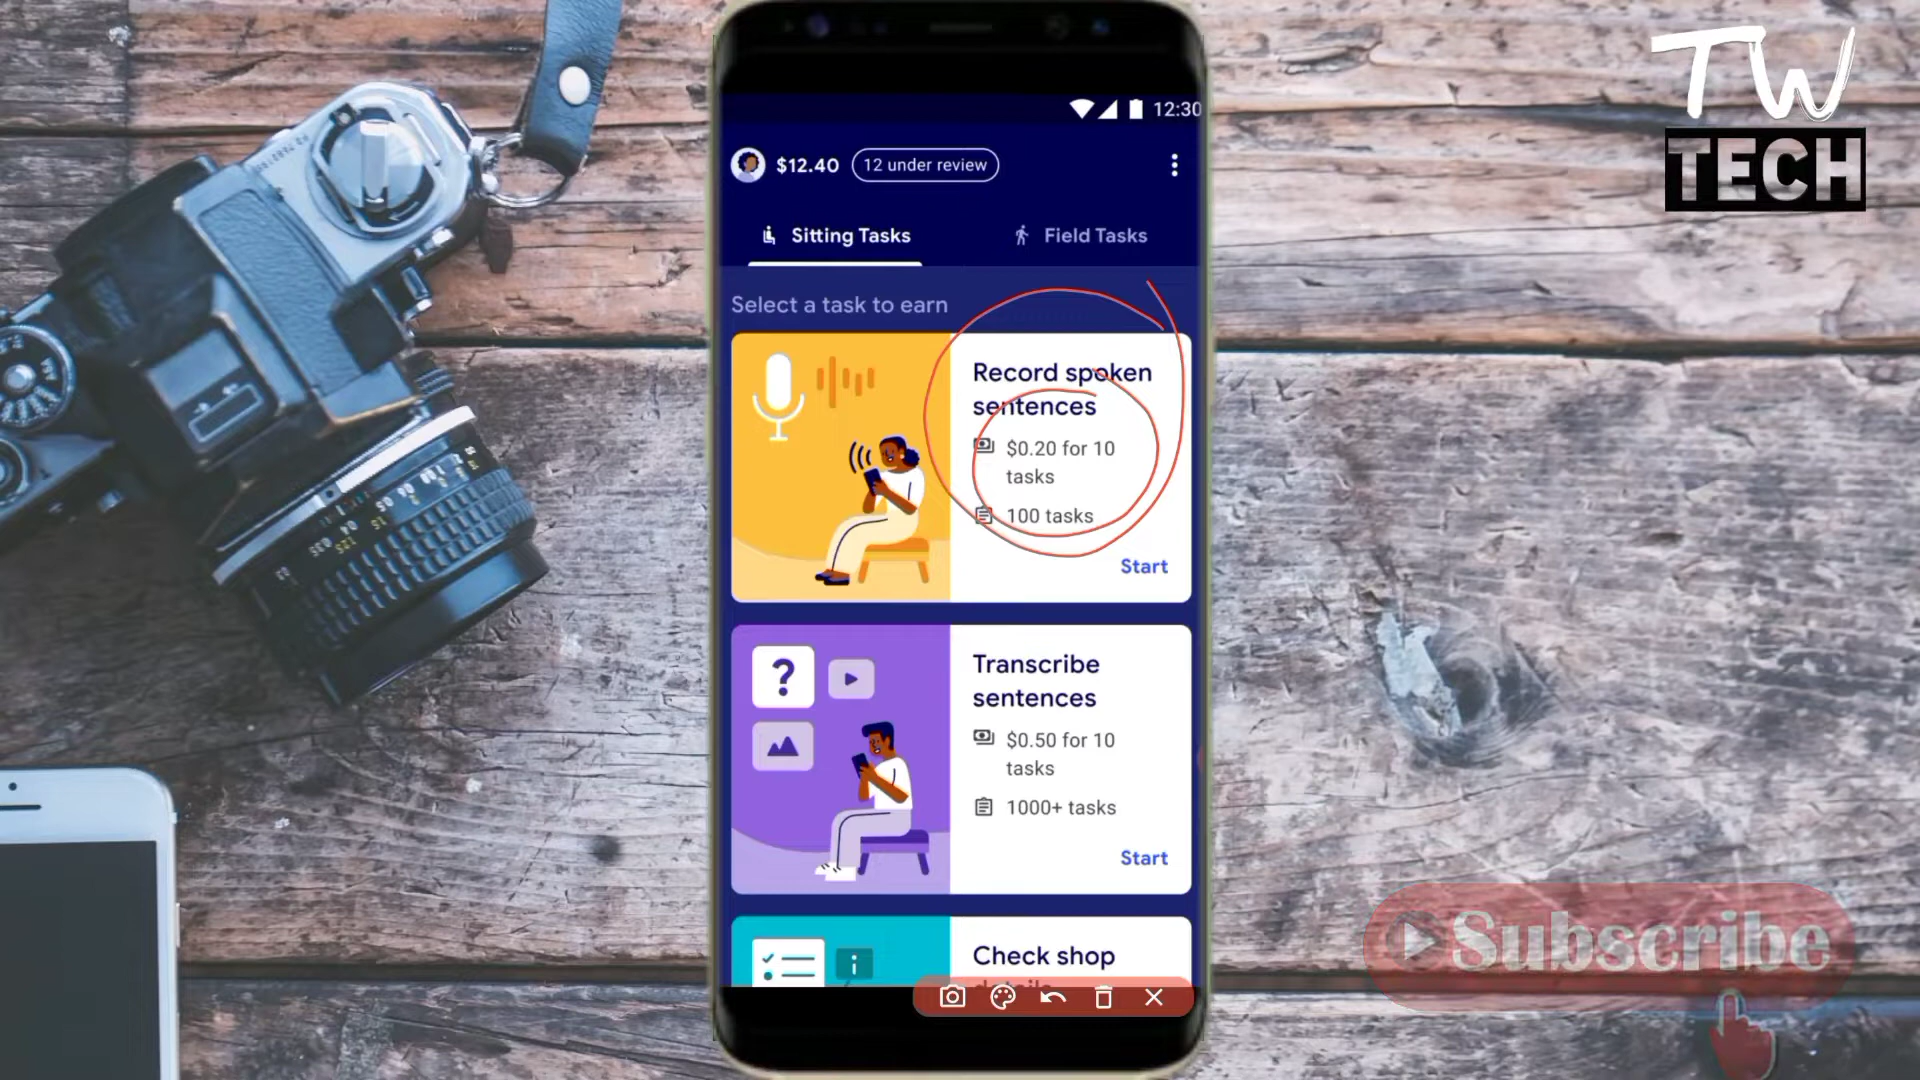 TW
TECH
12:30
$12.40
12 under review
Sitting Tasks
Field Tasks
Select a task to earn
Record spoken
sentences
$0.20 for 10
tasks
100 tasks
Start
?
Transcribe
sentences
$0.50 for 10
tasks
1000+ tasks
Start
i
Check shop
details
Subscribe